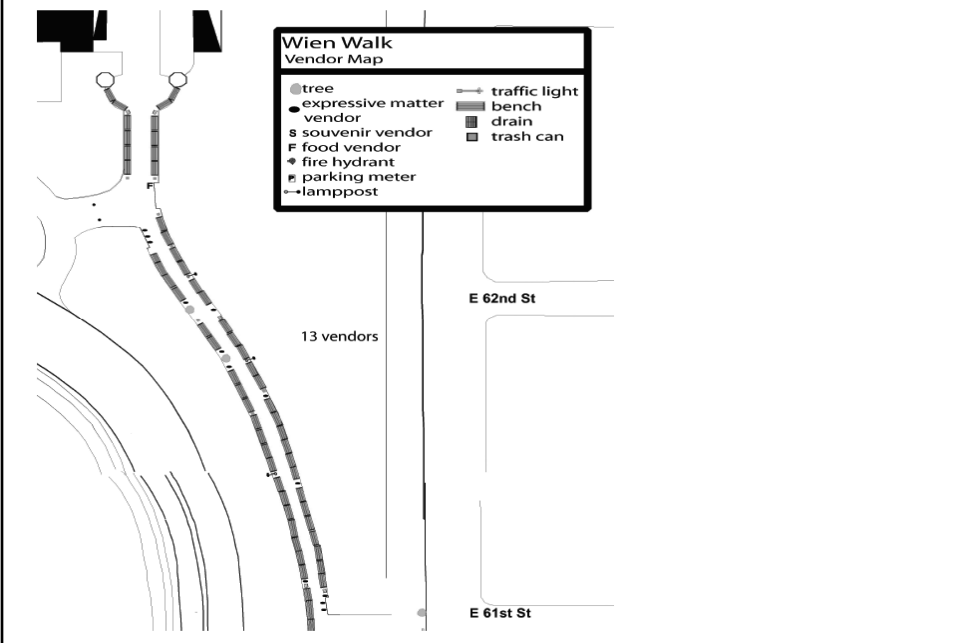 Wien Walk
Vendor Map
tree
expressive matter
vendor
S souvenir vendor
F food vendor
fire hydrant
P parking meter
lamppost
traffic light
bench
drain
trash can
F
E 62nd St
13 vendors
E 61st St